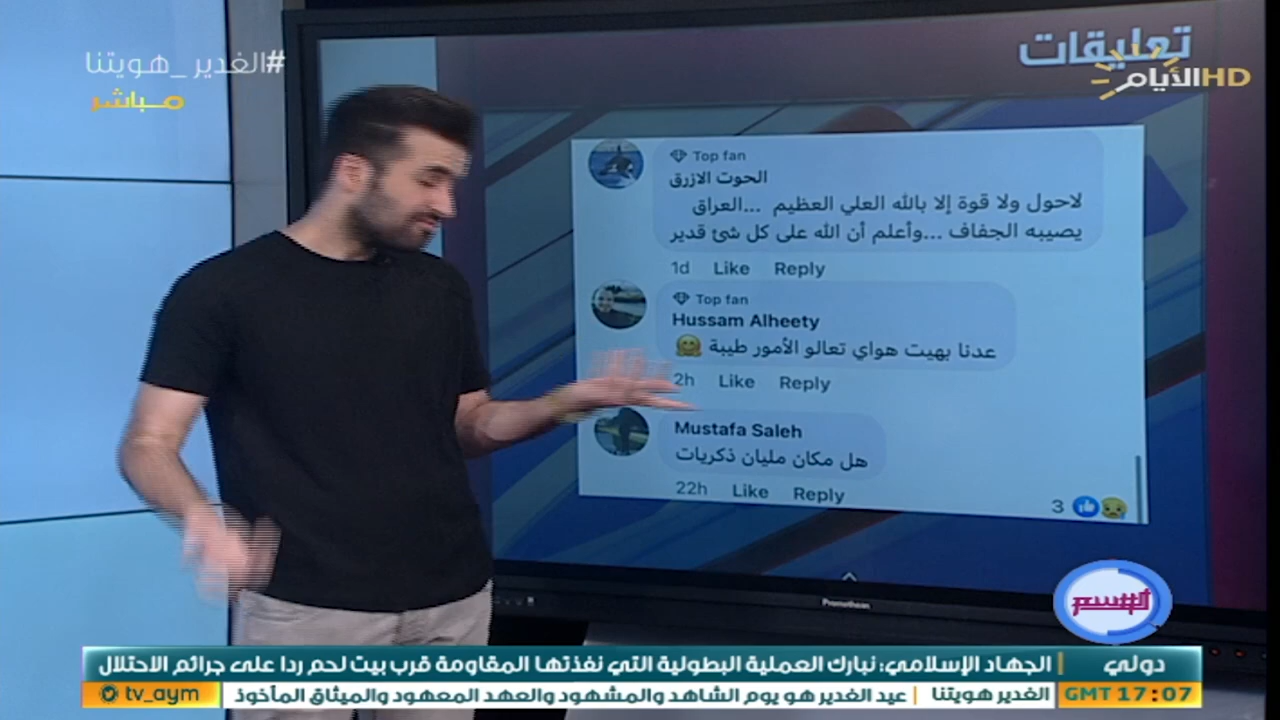 #الغدير_هويتنا
مباشر
تعليقات
الأيام HD
Top fan
الحوت الازرق
لاحول ولا قوة إلا بالله العلي العظيم ...العراق
يصيبه الجفاف ...وأعلم أن الله على كل شئ قدير
1d Like Reply
Top fan
Hussam Alheety
عدنا بهيت هواي تعالو الأمور طيبة 🤗
2h Like Reply
Mustafa Saleh
هل مكان مليان ذكريات
22h Like Reply
3
Promethean
دولي
الجهاد الإسلامي: نبارك العملية البطولية التي نفذتها المقاومة قرب بيت لحم ردا على جرائم الاحتلال
GMT 17:07
الغدير هويتنا | عيد الغدير هو يوم الشاهد والمشهود والعهد المعهود والميثاق المأخوذ
tv_aym